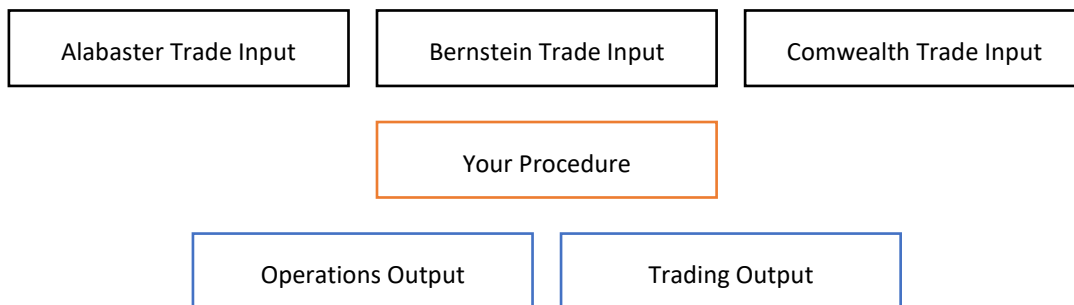 Alabaster Trade Input
Bernstein Trade Input
Comwealth Trade Input
Your Procedure
Operations Output
Trading Output